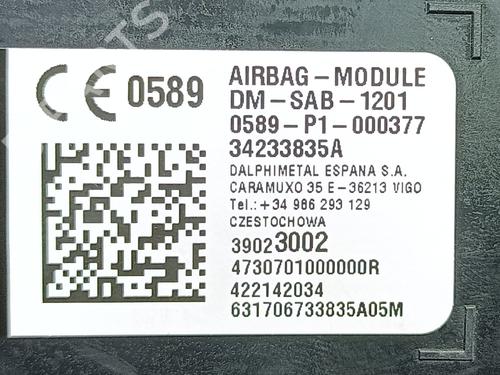 CE 0589
AIRBAG-MODULE
DM-SAB-1201
0589-P1-000377
34233835A
DALPHIMETAL ESPANA S.A.
CARAMUXO 35 E-36213 VIGO
Tel.:+34 986 293 129
CZESTOCHOWA
39023002
4730701000000R
422142034
631706733835A05M